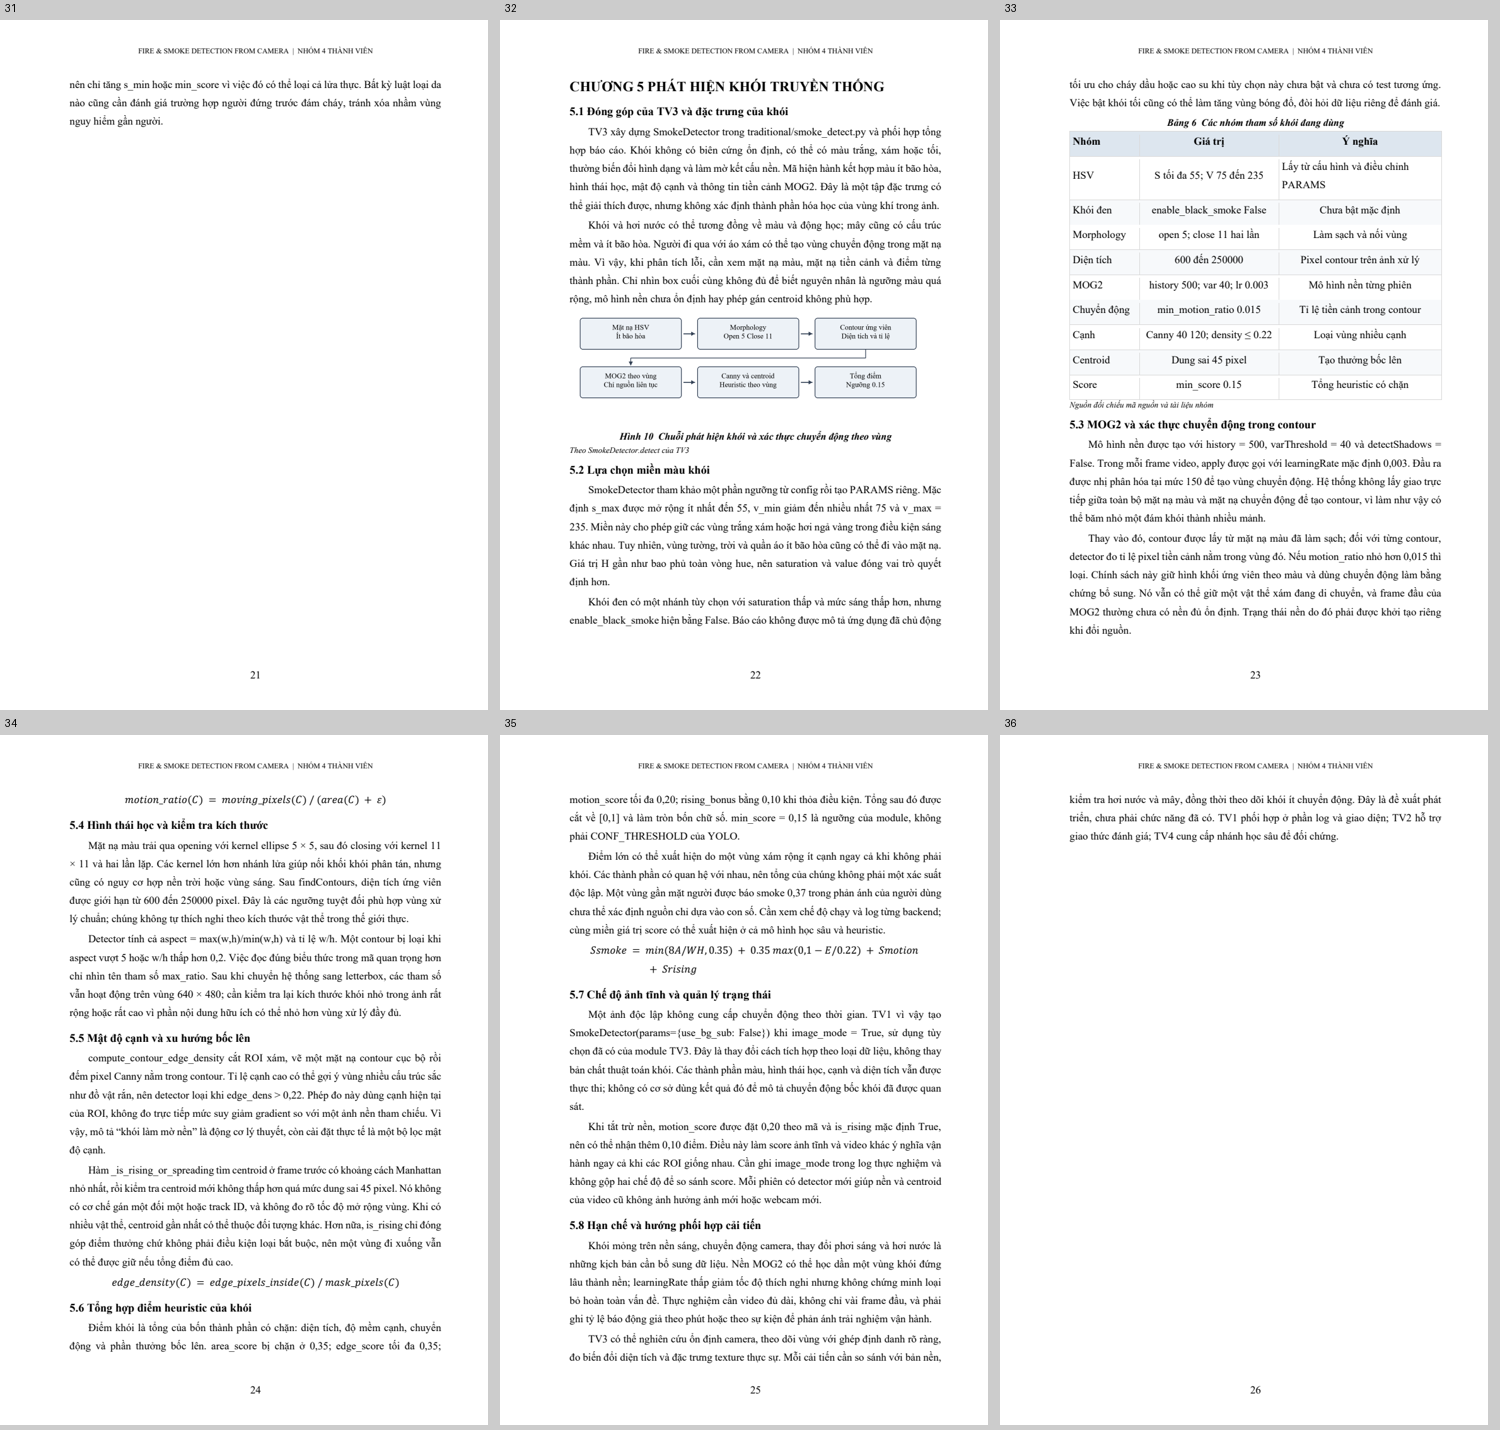 31
FIRE & SMOKE DETECTION FROM CAMERA | NHÓM 4 THÀNH VIÊN
nên chỉ tăng s_min hoặc min_score vì việc đó có thể loại cả lửa thực. Bất kỳ luật loại da
nào cũng cần đánh giá trường hợp người đứng trước đám cháy, tránh xóa nhầm vùng
nguy hiểm gần người.
21
32
FIRE & SMOKE DETECTION FROM CAMERA | NHÓM 4 THÀNH VIÊN
CHƯƠNG 5 PHÁT HIỆN KHÓI TRUYỀN THỐNG
5.1 Đóng góp của TV3 và đặc trưng của khói
TV3 xây dựng SmokeDetector trong traditional/smoke_detect.py và phối hợp tổng
hợp báo cáo. Khói không có biên cứng ổn định, có thể có màu trắng, xám hoặc tối,
thường biến đổi hình dạng và làm mờ kết cấu nền. Mã hiện hành kết hợp màu ít bão hòa,
hình thái học, mật độ cạnh và thông tin tiền cảnh MOG2. Đây là một tập đặc trưng có
thể giải thích được, nhưng không xác định thành phần hóa học của vùng khí trong ảnh.
Khói và hơi nước có thể tương đồng về màu và động học; mây cũng có cấu trúc
mềm và ít bão hòa. Người đi qua với áo xám có thể tạo vùng chuyển động trong mặt nạ
màu. Vì vậy, khi phân tích lỗi, cần xem mặt nạ màu, mặt nạ tiền cảnh và điểm từng
thành phần. Chỉ nhìn box cuối cùng không đủ để biết nguyên nhân là ngưỡng màu quá
rộng, mô hình nền chưa ổn định hay phép gán centroid không phù hợp.
Mặt nạ HSV
Ít bão hòa
Morphology
Open 5 Close 11
Contour ứng viên
Diện tích và tỉ lệ
MOG2 theo vùng
Chỉ nguồn liên tục
Canny và centroid
Heuristic theo vùng
Tổng điểm
Ngưỡng 0.15
Hình 10 Chuỗi phát hiện khói và xác thực chuyển động theo vùng
Theo SmokeDetector.detect của TV3
5.2 Lựa chọn miền màu khói
SmokeDetector tham khảo một phần ngưỡng từ config rồi tạo PARAMS riêng. Mặc
định s_max được mở rộng ít nhất đến 55, v_min giảm đến nhiều nhất 75 và v_max =
235. Miền này cho phép giữ các vùng trắng xám hoặc hơi ngả vàng trong điều kiện sáng
khác nhau. Tuy nhiên, vùng tường, trời và quần áo ít bão hòa cũng có thể đi vào mặt nạ.
Giá trị H gần như bao phủ toàn vòng hue, nên saturation và value đóng vai trò quyết
định hơn.
Khói đen có một nhánh tùy chọn với saturation thấp và mức sáng thấp hơn, nhưng
enable_black_smoke hiện bằng False. Báo cáo không được mô tả ứng dụng đã chủ động
22
33
FIRE & SMOKE DETECTION FROM CAMERA | NHÓM 4 THÀNH VIÊN
tối ưu cho cháy dầu hoặc cao su khi tùy chọn này chưa bật và chưa có test tương ứng.
Việc bật khói tối cũng có thể làm tăng vùng bóng đổ, đòi hỏi dữ liệu riêng để đánh giá.
Bảng 6 Các nhóm tham số khói đang dùng
Nhóm Giá trị Ý nghĩa
HSV S tối đa 55; V 75 đến 235 Lấy từ cấu hình và điều chỉnh
PARAMS
Khói đen enable_black_smoke False Chưa bật mặc định
Morphology open 5; close 11 hai lần Làm sạch và nối vùng
Diện tích 600 đến 250000 Pixel contour trên ảnh xử lý
MOG2 history 500; var 40; lr 0.003 Mô hình nền từng phiên
Chuyển động min_motion_ratio 0.015 Tỉ lệ tiền cảnh trong contour
Cạnh Canny 40 120; density ≤ 0.22 Loại vùng nhiều cạnh
Centroid Dung sai 45 pixel Tạo thưởng bốc lên
Score min_score 0.15 Tổng heuristic có chặn
Nguồn đối chiếu mã nguồn và tài liệu nhóm
5.3 MOG2 và xác thực chuyển động trong contour
Mô hình nền được tạo với history = 500, varThreshold = 40 và detectShadows =
False. Trong mỗi frame video, apply được gọi với learningRate mặc định 0,003. Đầu ra
được nhị phân hóa tại mức 150 để tạo vùng chuyển động. Hệ thống không lấy giao trực
tiếp giữa toàn bộ mặt nạ màu và mặt nạ chuyển động để tạo contour, vì làm như vậy có
thể băm nhỏ một đám khói thành nhiều mảnh.
Thay vào đó, contour được lấy từ mặt nạ màu đã làm sạch; đối với từng contour,
detector đo tỉ lệ pixel tiền cảnh nằm trong vùng đó. Nếu motion_ratio nhỏ hơn 0,015 thì
loại. Chính sách này giữ hình khối ứng viên theo màu và dùng chuyển động làm bằng
chứng bổ sung. Nó vẫn có thể giữ một vật thể xám đang di chuyển, và frame đầu của
MOG2 thường chưa có nền đủ ổn định. Trạng thái nền do đó phải được khởi tạo riêng
khi đổi nguồn.
23
34
FIRE & SMOKE DETECTION FROM CAMERA | NHÓM 4 THÀNH VIÊN
motion_ratio(C) = moving_pixels(C) / (area(C) + ε)
5.4 Hình thái học và kiểm tra kích thước
Mặt nạ màu trải qua opening với kernel ellipse 5 × 5, sau đó closing với kernel 11
× 11 và hai lần lặp. Các kernel lớn hơn nhánh lửa giúp nối khối khói phân tán, nhưng
cũng có nguy cơ hợp nền trời hoặc vùng sáng. Sau findContours, diện tích ứng viên
được giới hạn từ 600 đến 250000 pixel. Đây là các ngưỡng tuyệt đối phù hợp vùng xử
lý chuẩn; chúng không tự thích nghi theo kích thước vật thể trong thế giới thực.
Detector tính cả aspect = max(w,h)/min(w,h) và tỉ lệ w/h. Một contour bị loại khi
aspect vượt 5 hoặc w/h thấp hơn 0,2. Việc đọc đúng biểu thức trong mã quan trọng hơn
chỉ nhìn tên tham số max_ratio. Sau khi chuyển hệ thống sang letterbox, các tham số
vẫn hoạt động trên vùng 640 × 480; cần kiểm tra lại kích thước khói nhỏ trong ảnh rất
rộng hoặc rất cao vì phần nội dung hữu ích có thể nhỏ hơn vùng xử lý đầy đủ.
5.5 Mật độ cạnh và xu hướng bốc lên
compute_contour_edge_density cắt ROI xám, vẽ một mặt nạ contour cục bộ rồi
đếm pixel Canny nằm trong contour. Tỉ lệ cạnh cao có thể gợi ý vùng nhiều cấu trúc sắc
như đồ vật rắn, nên detector loại khi edge_dens > 0,22. Phép đo này dùng cạnh hiện tại
của ROI, không đo trực tiếp mức suy giảm gradient so với một ảnh nền tham chiếu. Vì
vậy, mô tả “khói làm mờ nền” là động cơ lý thuyết, còn cài đặt thực tế là một bộ lọc mật
độ cạnh.
Hàm _is_rising_or_spreading tìm centroid ở frame trước có khoảng cách Manhattan
nhỏ nhất, rồi kiểm tra centroid mới không thấp hơn quá mức dung sai 45 pixel. Nó không
có cơ chế gán một đối một hoặc track ID, và không đo rõ tốc độ mở rộng vùng. Khi có
nhiều vật thể, centroid gần nhất có thể thuộc đối tượng khác. Hơn nữa, is_rising chỉ đóng
góp điểm thưởng chứ không phải điều kiện loại bắt buộc, nên một vùng đi xuống vẫn
có thể được giữ nếu tổng điểm đủ cao.
edge_density(C) = edge_pixels_inside(C) / mask_pixels(C)
5.6 Tổng hợp điểm heuristic của khói
Điểm khói là tổng của bốn thành phần có chặn: diện tích, độ mềm cạnh, chuyển
động và phần thưởng bốc lên. area_score bị chặn ở 0,35; edge_score tối đa 0,35;
24
35
FIRE & SMOKE DETECTION FROM CAMERA | NHÓM 4 THÀNH VIÊN
motion_score tối đa 0,20; rising_bonus bằng 0,10 khi thỏa điều kiện. Tổng sau đó được
cắt về [0,1] và làm tròn bốn chữ số. min_score = 0,15 là ngưỡng của module, không
phải CONF_THRESHOLD của YOLO.
Điểm lớn có thể xuất hiện do một vùng xám rộng ít cạnh ngay cả khi không phải
khói. Các thành phần có quan hệ với nhau, nên tổng của chúng không phải một xác suất
độc lập. Một vùng gần mặt người được báo smoke 0,37 trong phản ánh của người dùng
chưa thể xác định nguồn chỉ dựa vào con số. Cần xem chế độ chạy và log từng backend;
cùng miền giá trị score có thể xuất hiện ở cả mô hình học sâu và heuristic.
Ssmoke = min(8A/WH, 0.35) + 0.35 max(0,1 − E/0.22) + Smotion
+ Srising
5.7 Chế độ ảnh tĩnh và quản lý trạng thái
Một ảnh độc lập không cung cấp chuyển động theo thời gian. TV1 vì vậy tạo
SmokeDetector(params={use_bg_sub: False}) khi image_mode = True, sử dụng tùy
chọn đã có của module TV3. Đây là thay đổi cách tích hợp theo loại dữ liệu, không thay
bản chất thuật toán khói. Các thành phần màu, hình thái học, cạnh và diện tích vẫn được
thực thi; không có cơ sở dùng kết quả đó để mô tả chuyển động bốc khói đã được quan
sát.
Khi tắt trừ nền, motion_score được đặt 0,20 theo mã và is_rising mặc định True,
nên có thể nhận thêm 0,10 điểm. Điều này làm score ảnh tĩnh và video khác ý nghĩa vận
hành ngay cả khi các ROI giống nhau. Cần ghi image_mode trong log thực nghiệm và
không gộp hai chế độ để so sánh score. Mỗi phiên có detector mới giúp nền và centroid
của video cũ không ảnh hưởng ảnh mới hoặc webcam mới.
5.8 Hạn chế và hướng phối hợp cải tiến
Khói mỏng trên nền sáng, chuyển động camera, thay đổi phơi sáng và hơi nước là
những kịch bản cần bổ sung dữ liệu. Nền MOG2 có thể học dần một vùng khói đứng
lâu thành nền; learningRate thấp giảm tốc độ thích nghi nhưng không chứng minh loại
bỏ hoàn toàn vấn đề. Thực nghiệm cần video đủ dài, không chỉ vài frame đầu, và phải
ghi tỷ lệ báo động giả theo phút hoặc theo sự kiện để phản ánh trải nghiệm vận hành.
TV3 có thể nghiên cứu ổn định camera, theo dõi vùng với ghép định danh rõ ràng,
đo biến đổi diện tích và đặc trưng texture thực sự. Mỗi cải tiến cần so sánh với bản nền,
25
36
FIRE & SMOKE DETECTION FROM CAMERA | NHÓM 4 THÀNH VIÊN
kiểm tra hơi nước và mây, đồng thời theo dõi khói ít chuyển động. Đây là đề xuất phát
triển, chưa phải chức năng đã có. TV1 phối hợp ở phần log và giao diện; TV2 hỗ trợ
giao thức đánh giá; TV4 cung cấp nhánh học sâu để đối chứng.
26